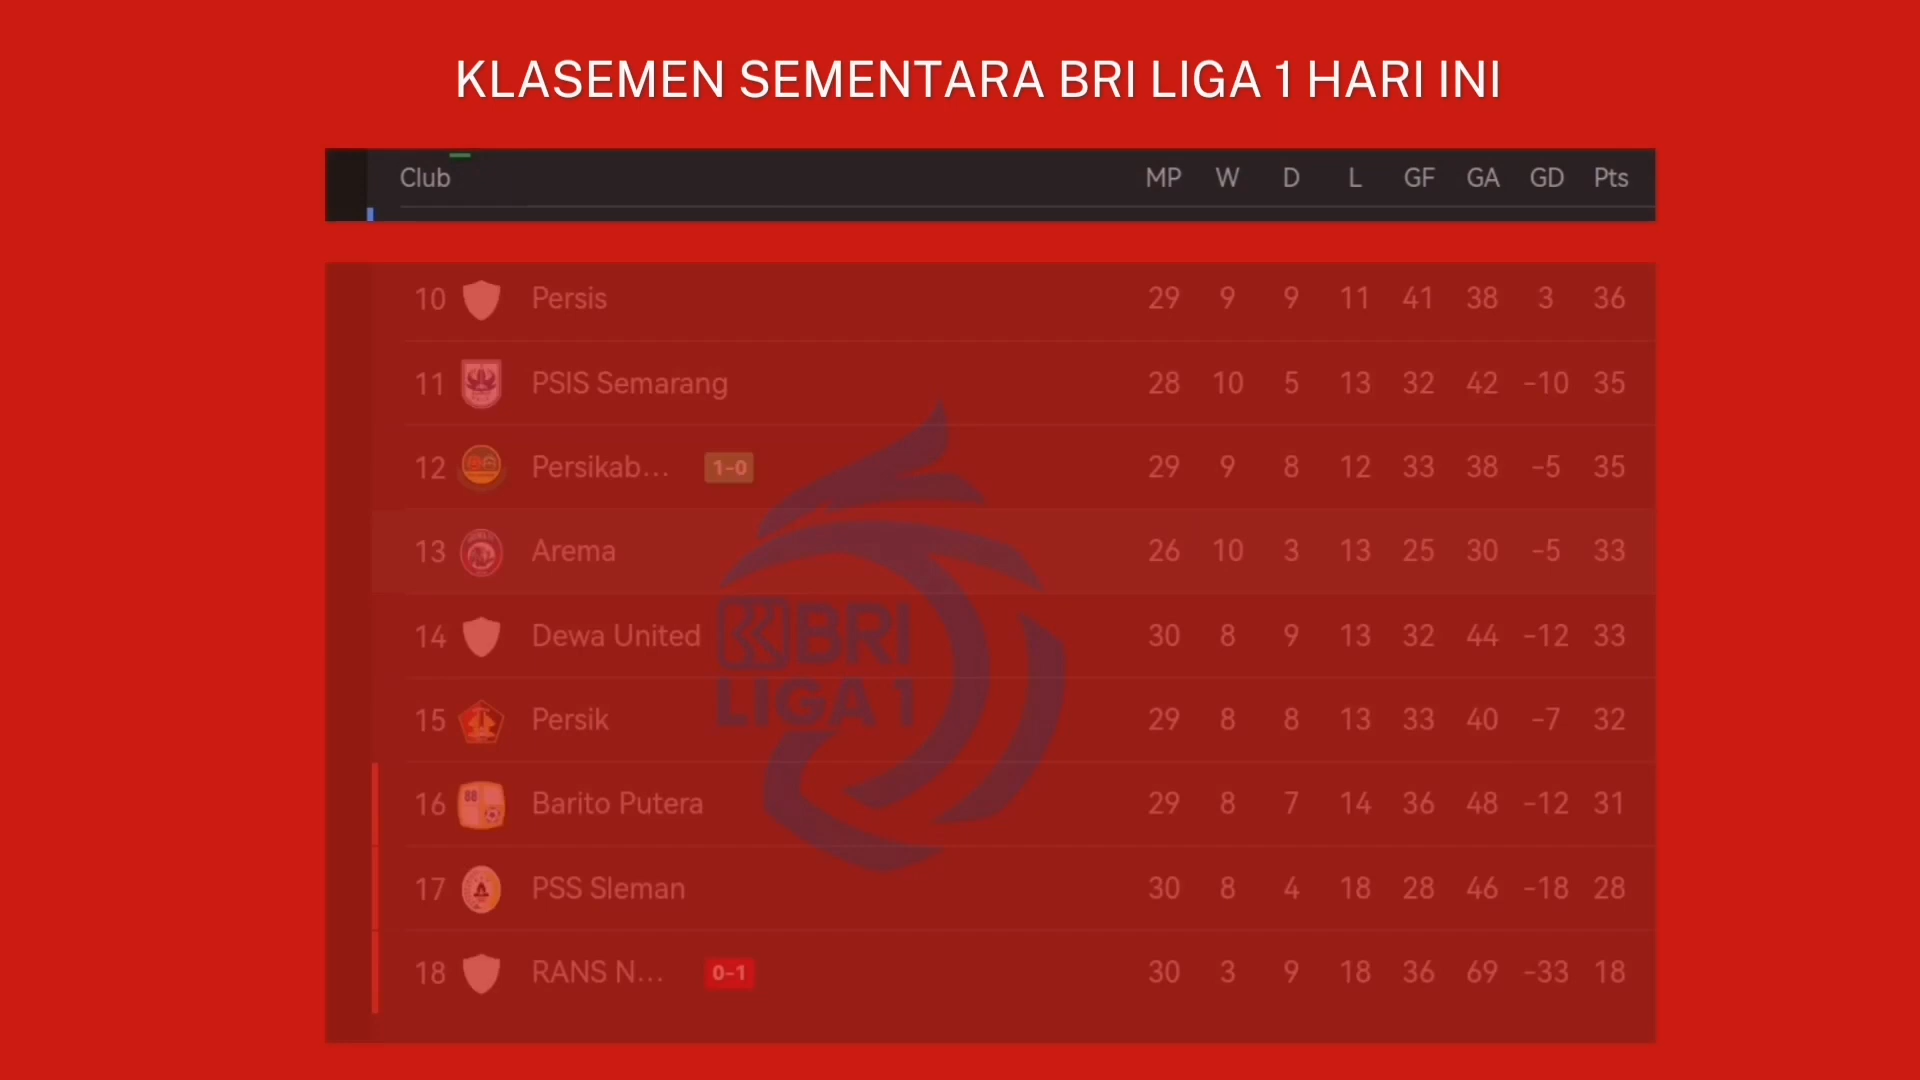 KLASEMEN SEMENTARA BRI LIGA 1 HARI INI
Club MP W D L GF GA GD Pts
10 Persis 29 9 9 11 41 38 3 36
11 PSIS Semarang 28 10 5 13 32 42 -10 35
12 Persikab... 1-0 29 9 8 12 33 38 -5 35
13 Arema 26 10 3 13 25 30 -5 33
14 Dewa United 30 8 9 13 32 44 -12 33
15 Persik 29 8 8 13 33 40 -7 32
16 88 Barito Putera 29 8 7 14 36 48 -12 31
17 PSS Sleman 30 8 4 18 28 46 -18 28
18 RANS N... 0-1 30 3 9 18 36 69 -33 18
BRI
LIGA 1